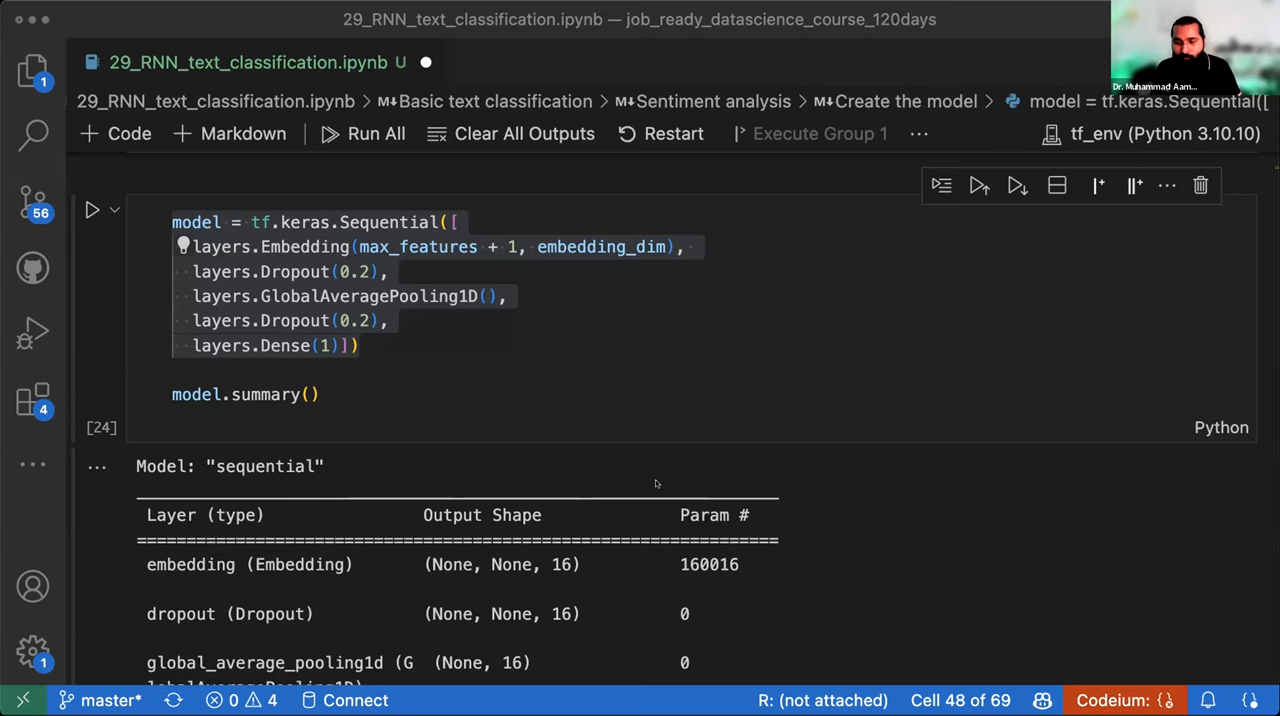 29_RNN_text_classification.ipynb — job_ready_datascience_course_120days
29_RNN_text_classification.ipynb U
Dr. Muhammad Aam...
29_RNN_text_classification.ipynb > M↓Basic text classification > M↓Sentiment analysis > M↓Create the model > model = tf.keras.Sequential([
+ Code + Markdown | Run All Clear All Outputs Restart Execute Group 1 ... tf_env (Python 3.10.10)
1
56
4
1
model = tf.keras.Sequential([
layers.Embedding(max_features + 1, embedding_dim),
layers.Dropout(0.2),
layers.GlobalAveragePooling1D(),
layers.Dropout(0.2),
layers.Dense(1)])
model.summary()
[24]
Python
... Model: "sequential"
Layer (type) Output Shape Param #
=================================================================
embedding (Embedding) (None, None, 16) 160016
dropout (Dropout) (None, None, 16) 0
global_average_pooling1d (G (None, 16) 0
lobalAveragePooling1D)
master* 0 4 Connect R: (not attached) Cell 48 of 69 Codeium: {}